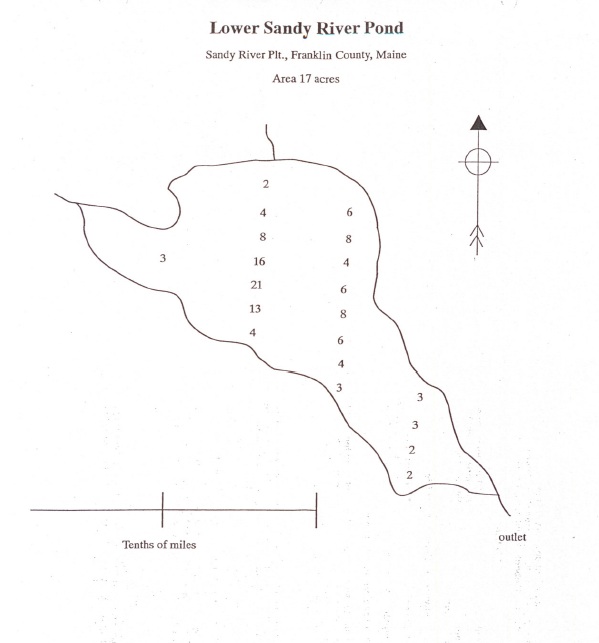 Lower Sandy River Pond
Sandy River Plt., Franklin County, Maine
Area 17 acres
2
4 6
8 8
3 16 4
21 6
13 8
4 6
4
3 3
3
2
2
Tenths of miles
outlet